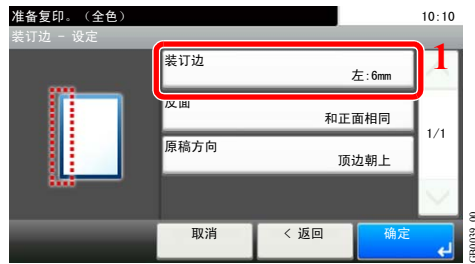 准备复印。（全色）
10:10
装订边 - 设定
装订边
左:6mm
1
反面
和正面相同
1/1
原稿方向
顶边朝上
取消
< 返回
确定